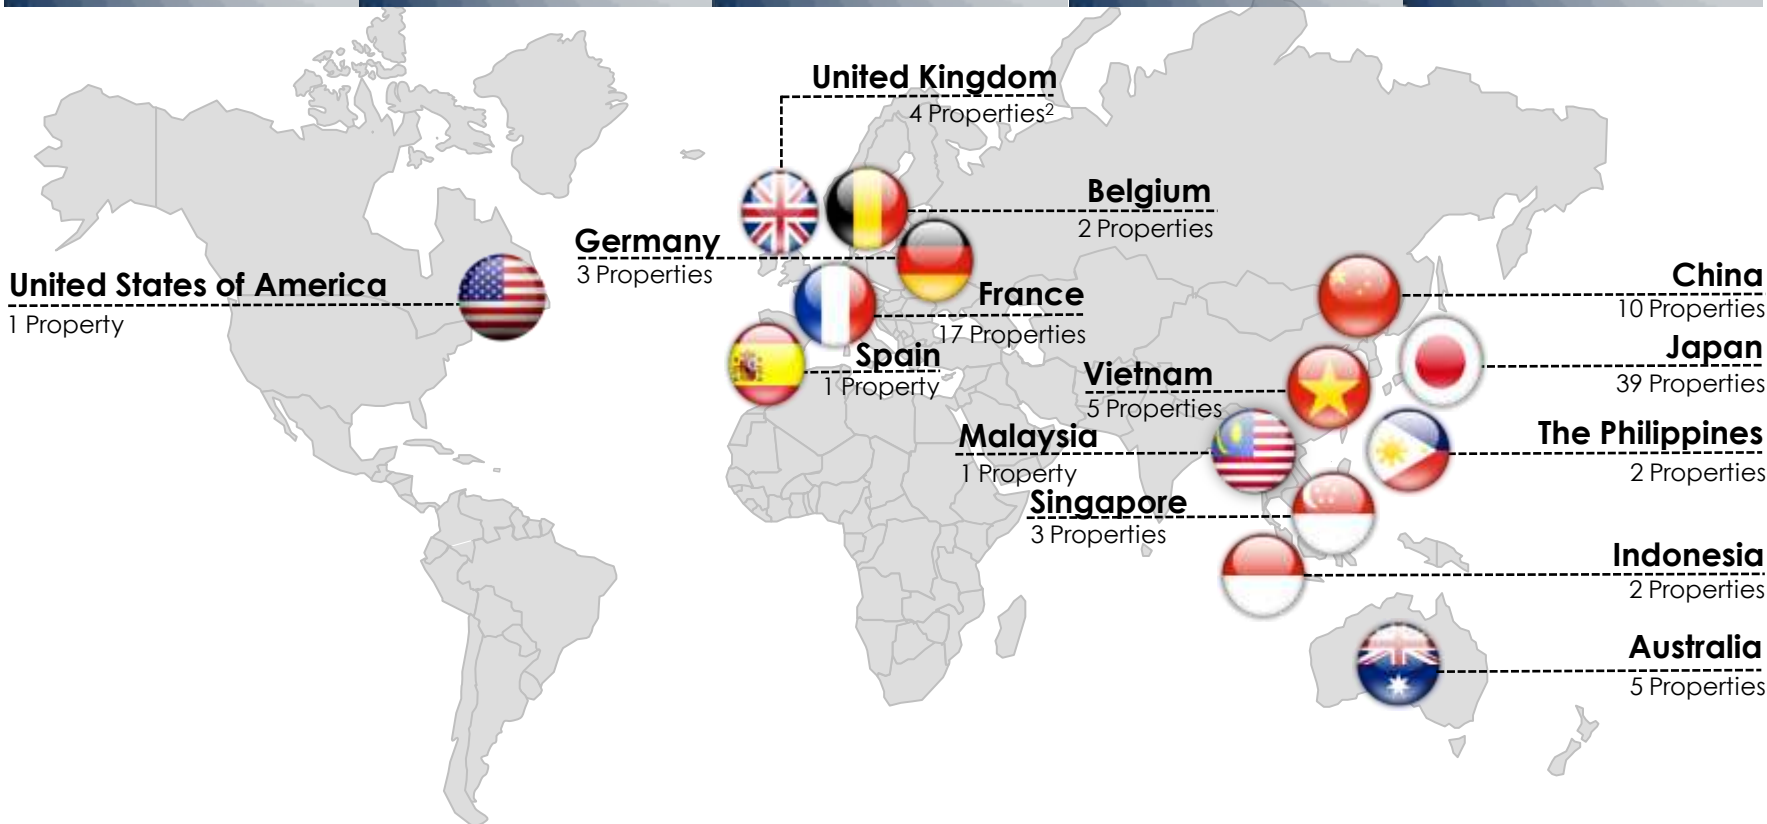 United Kingdom
4 Properties²
Belgium
2 Properties
Germany
3 Properties
United States of America
1 Property
France
17 Properties
Spain
1 Property
China
10 Properties
Japan
39 Properties
Vietnam
5 Properties
Malaysia
1 Property
The Philippines
2 Properties
Singapore
3 Properties
Indonesia
2 Properties
Australia
5 Properties